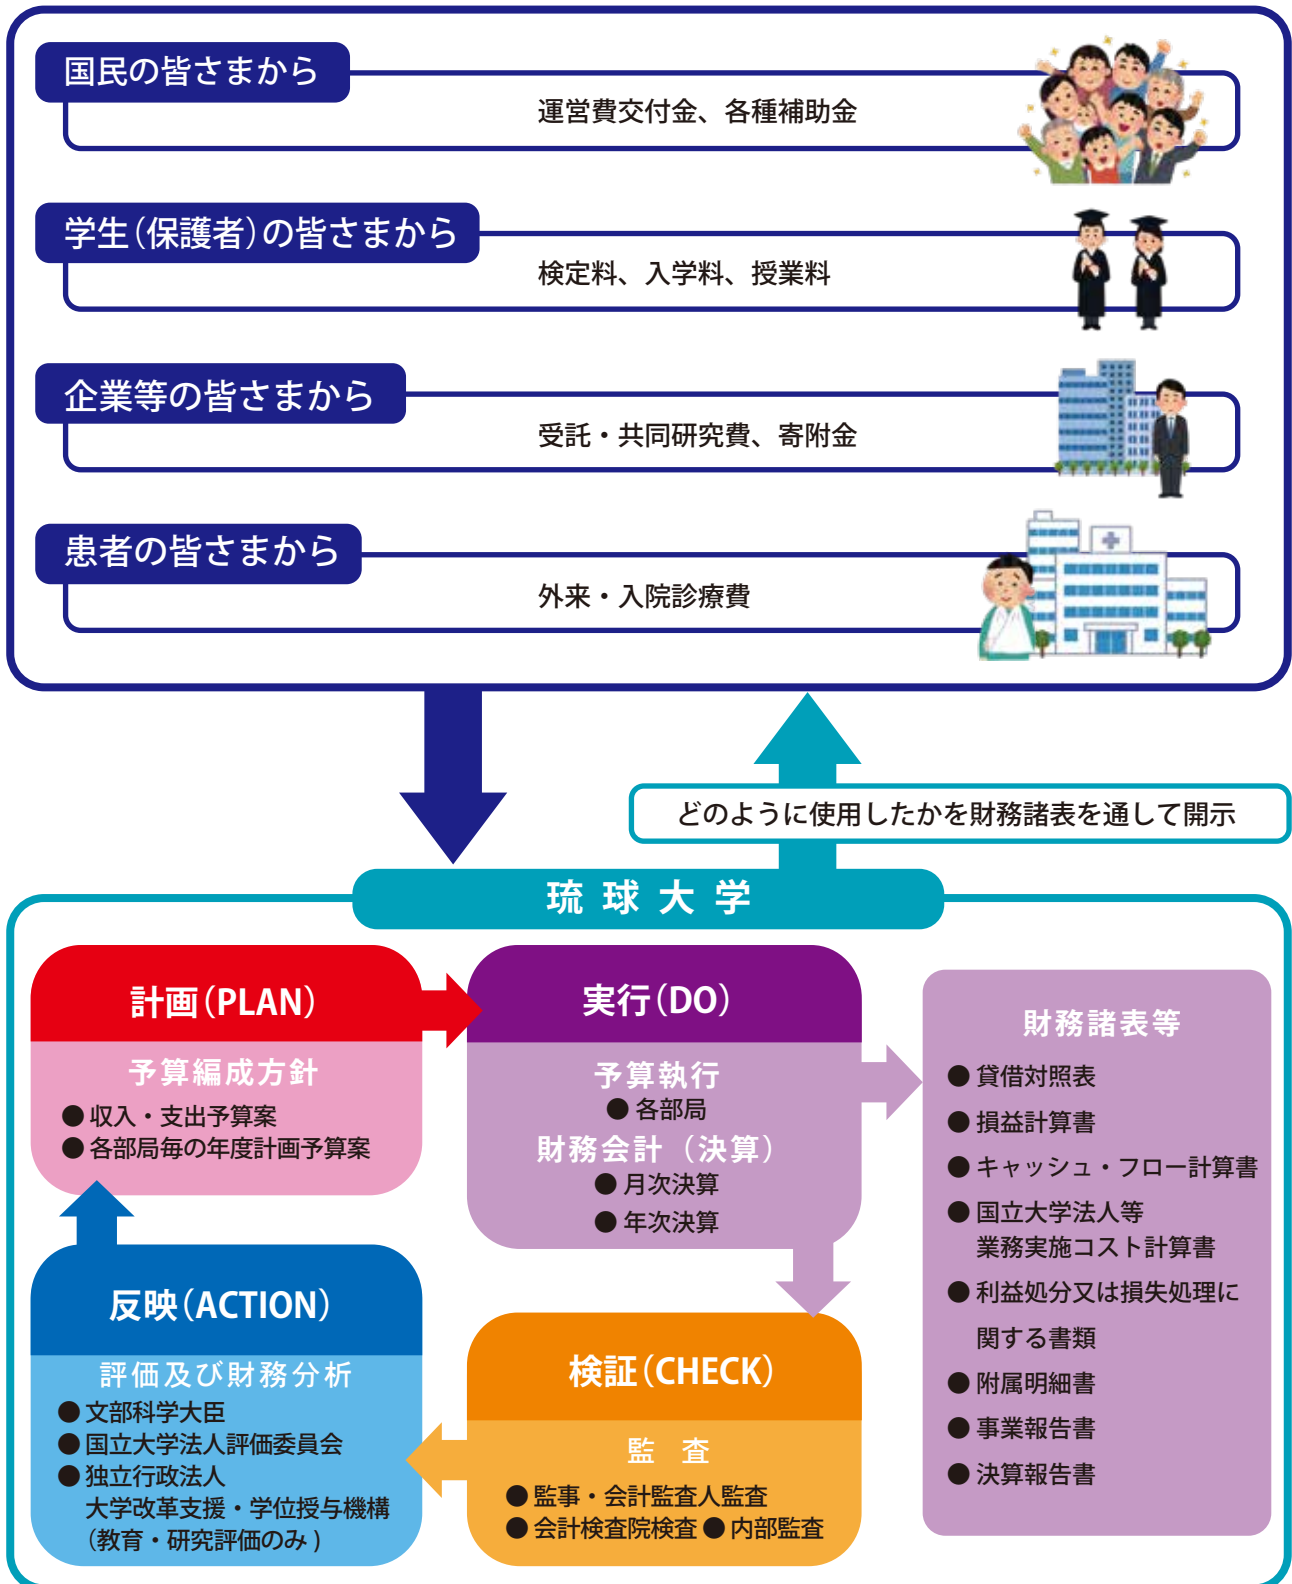 国民の皆さまから
運営費交付金、各種補助金
学生(保護者)の皆さまから
検定料、入学料、授業料
企業等の皆さまから
受託・共同研究費、寄附金
患者の皆さまから
外来・入院診療費
どのように使用したかを財務諸表を通して開示
琉球大学
計画(PLAN)
予算編成方針
●収入・支出予算案
●各部局毎の年度計画予算案
実行(DO)
予算執行
●各部局
財務会計(決算)
●月次決算
●年次決算
財務諸表等
●貸借対照表
●損益計算書
●キャッシュ・フロー計算書
●国立大学法人等
業務実施コスト計算書
●利益処分又は損失処理に
関する書類
●附属明細書
●事業報告書
●決算報告書
反映(ACTION)
評価及び財務分析
●文部科学大臣
●国立大学法人評価委員会
●独立行政法人
大学改革支援・学位授与機構
(教育・研究評価のみ)
検証(CHECK)
監 査
●監事・会計監査人監査
●会計検査院検査 ●内部監査